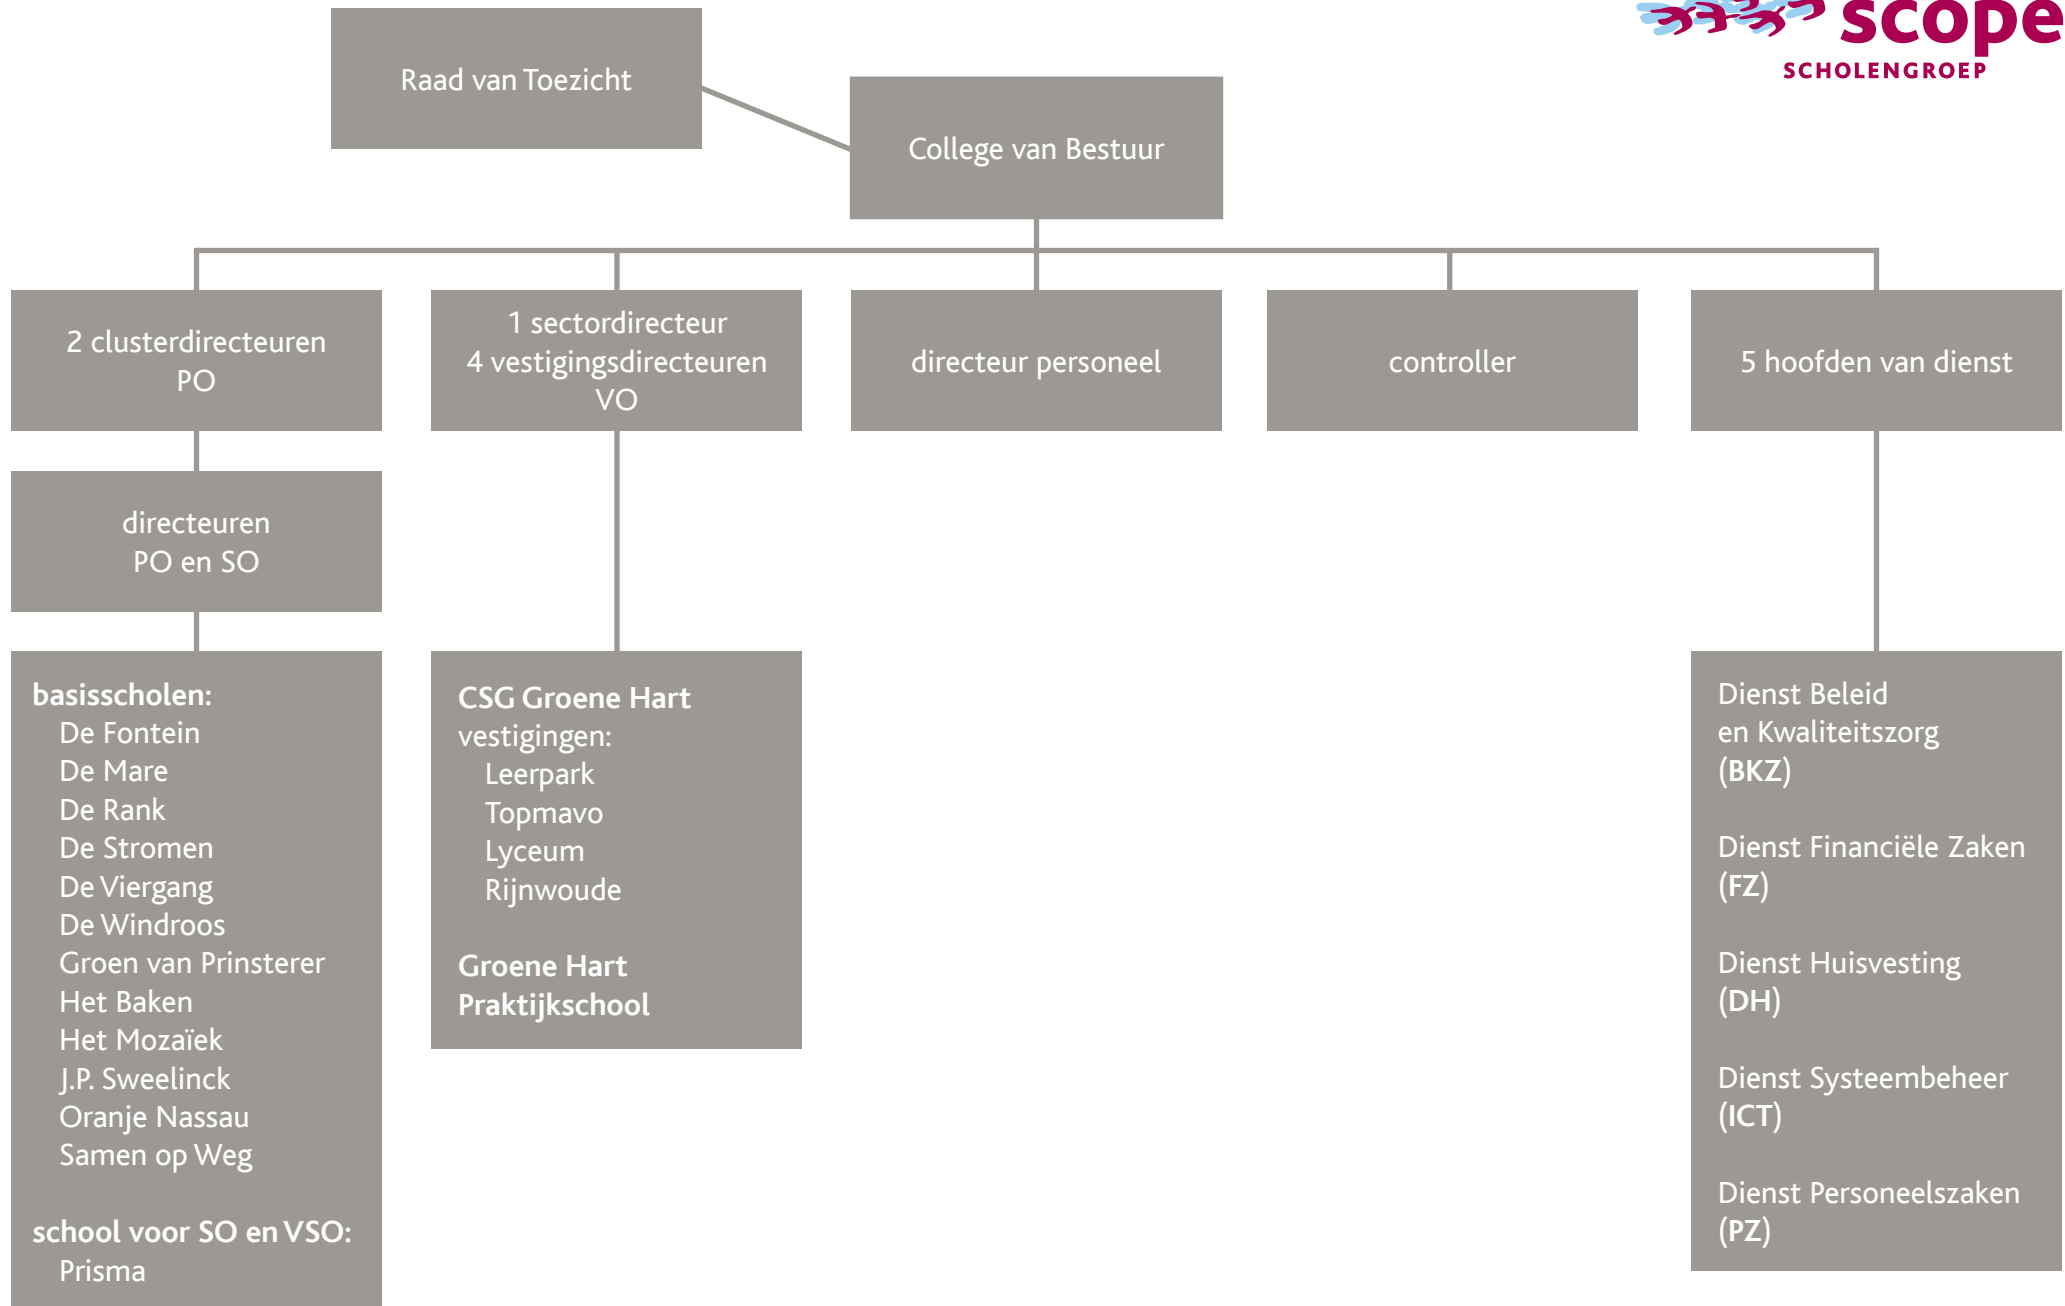 scope
SCHOLENGROEP
Raad van Toezicht
College van Bestuur
2 clusterdirecteuren
PO
1 sectordirecteur
4 vestigingsdirecteuren
VO
directeur personeel
controller
5 hoofden van dienst
directeuren
PO en SO
basisscholen:
De Fontein
De Mare
De Rank
De Stromen
De Viergang
De Windroos
Groen van Prinsterer
Het Baken
Het Mozaïek
J.P. Sweelinck
Oranje Nassau
Samen op Weg
school voor SO en VSO:
Prisma
CSG Groene Hart
vestigingen:
Leerpark
Topmavo
Lyceum
Rijnwoude
Groene Hart
Praktijkschool
Dienst Beleid
en Kwaliteitszorg
(BKZ)
Dienst Financiële Zaken
(FZ)
Dienst Huisvesting
(DH)
Dienst Systeembeheer
(ICT)
Dienst Personeelszaken
(PZ)